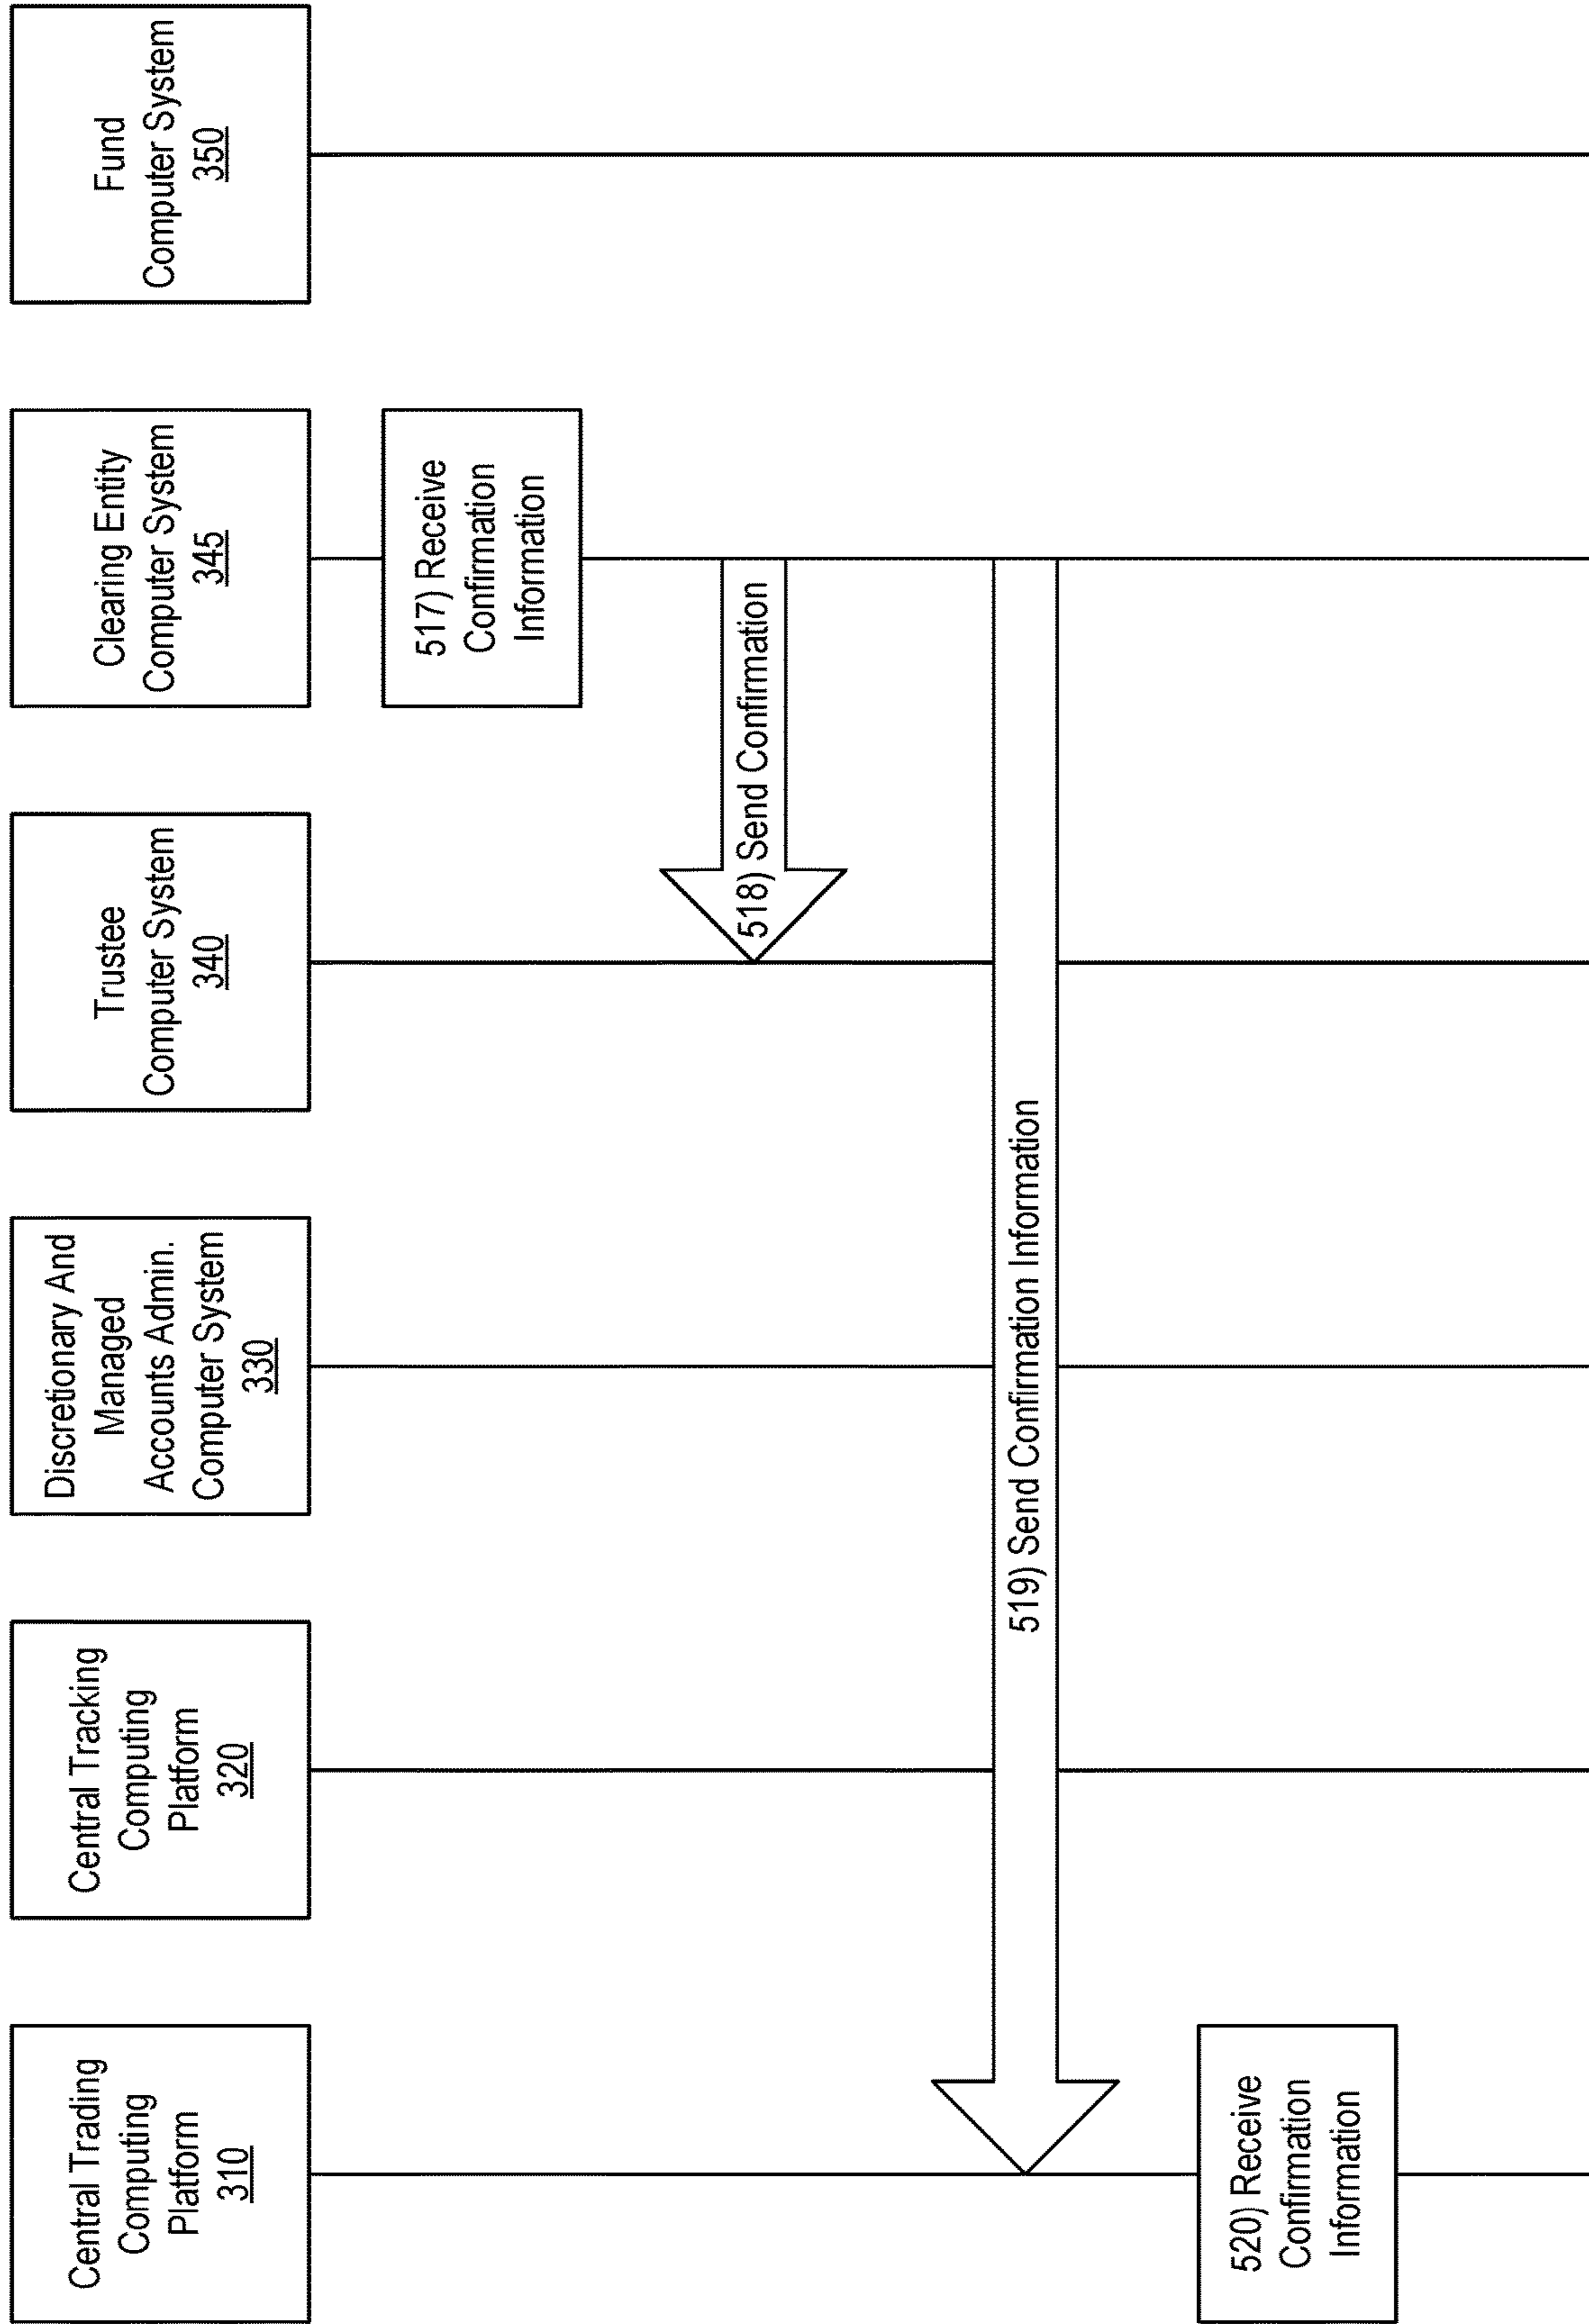 Central Trading
Computing
Platform
310
Central Tracking
Computing
Platform
320
Discretionary And
Managed
Accounts Admin.
Computer System
330
Trustee
Computer System
340
Clearing Entity
Computer System
345
Fund
Computer System
350
517) Receive
Confirmation
Information
518) Send Confirmation
519) Send Confirmation Information
520) Receive
Confirmation
Information